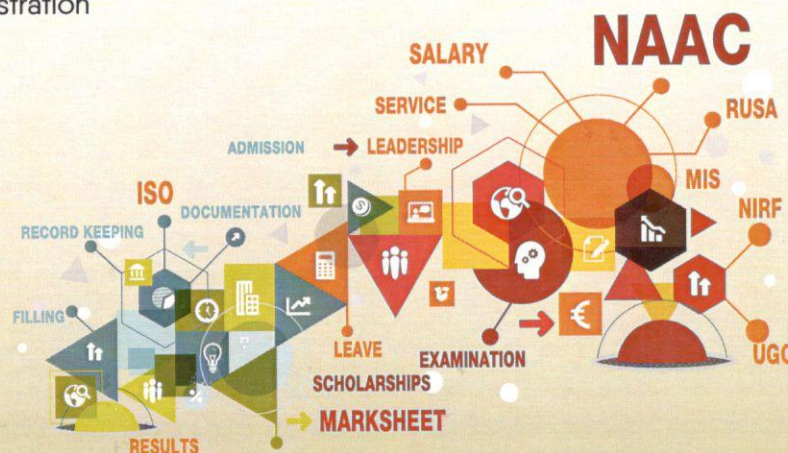 stration
NAAC
SALARY
SERVICE
RUSA
ADMISSION
LEADERSHIP
MIS
ISO
DOCUMENTATION
NIRF
RECORD KEEPING
FILLING
LEAVE
EXAMINATION
UGC
SCHOLARSHIPS
MARKSHEET
RESULTS